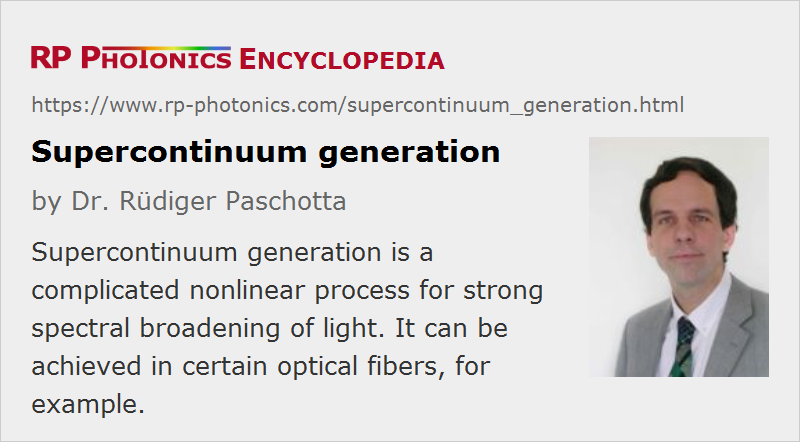 RP PHOTONICS ENCYCLOPEDIA
https://www.rp-photonics.com/supercontinuum_generation.html
Supercontinuum generation
by Dr. Rüdiger Paschotta
Supercontinuum generation is a
complicated nonlinear process for strong
spectral broadening of light. It can be
achieved in certain optical fibers, for
example.